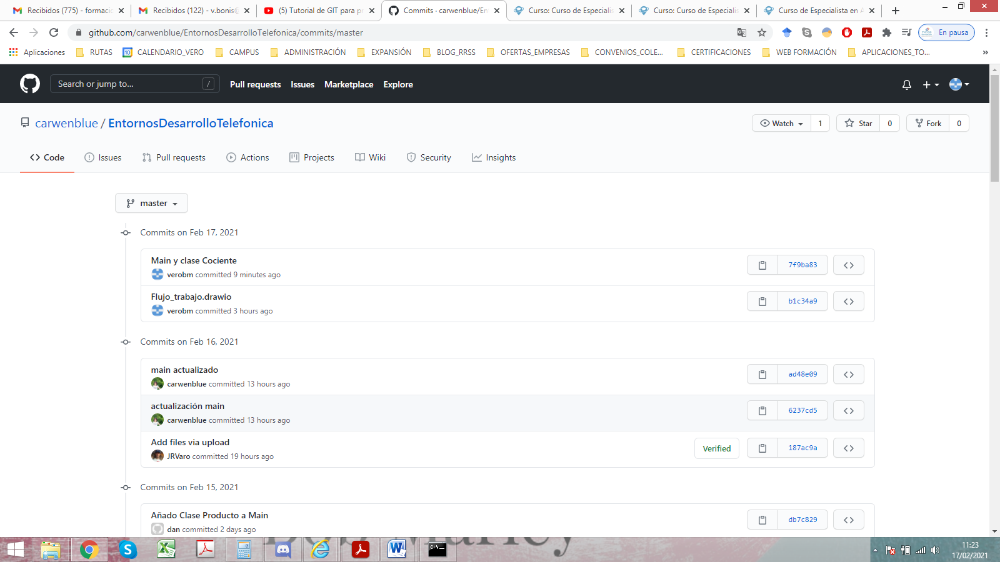 Recibidos (775) - formacio
Recibidos (122) - v.bonis@
(5) Tutorial de GIT para pr
Commits · carwenblue/En
Curso: Curso de Especialis
Curso: Curso de Especialis
Curso de Especialista en A
github.com/carwenblue/EntornosDesarrolloTelefonica/commits/master
En pausa
Aplicaciones
RUTAS
10
CALENDARIO_VERO
CAMPUS
ADMINISTRACIÓN
EXPANSIÓN
BLOG_RRSS
OFERTAS_EMPRESAS
CONVENIOS_COLE...
CERTIFICACIONES
WEB FORMACIÓN
APLICACIONES_TO...
»
Search or jump to...
/
Pull requests
Issues
Marketplace
Explore
carwenblue / EntornosDesarrolloTelefonica
Watch
1
Star
0
Fork
0
Code
Issues
Pull requests
Actions
Projects
Wiki
Security
Insights
master
Commits on Feb 17, 2021
Main y clase Cociente
verobm committed 9 minutes ago
7f9ba83
Flujo_trabajo.drawio
verobm committed 3 hours ago
b1c34a9
Commits on Feb 16, 2021
main actualizado
carwenblue committed 13 hours ago
ad48e09
actualización main
carwenblue committed 13 hours ago
6237cd5
Add files via upload
JRVaro committed 19 hours ago
Verified
187ac9a
Commits on Feb 15, 2021
Añado Clase Producto a Main
dan committed 2 days ago
db7c829
Bob Marley
11:23
17/02/2021